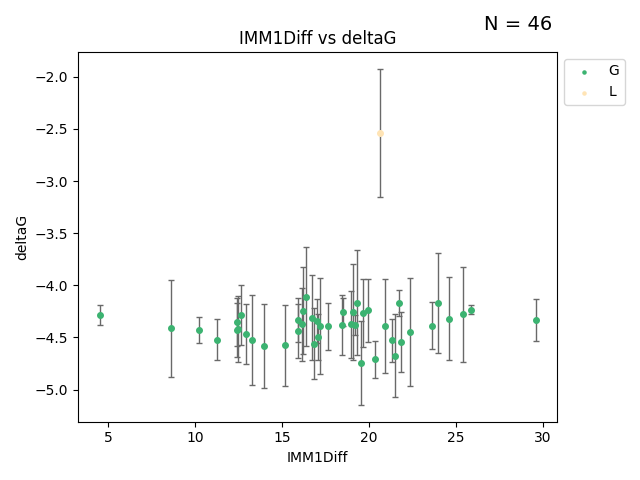 N = 46
IMM1Diff vs deltaG
G
L
deltaG
−2.0
−2.5
−3.0
−3.5
−4.0
−4.5
−5.0
5 10 15 20 25 30
IMM1Diff